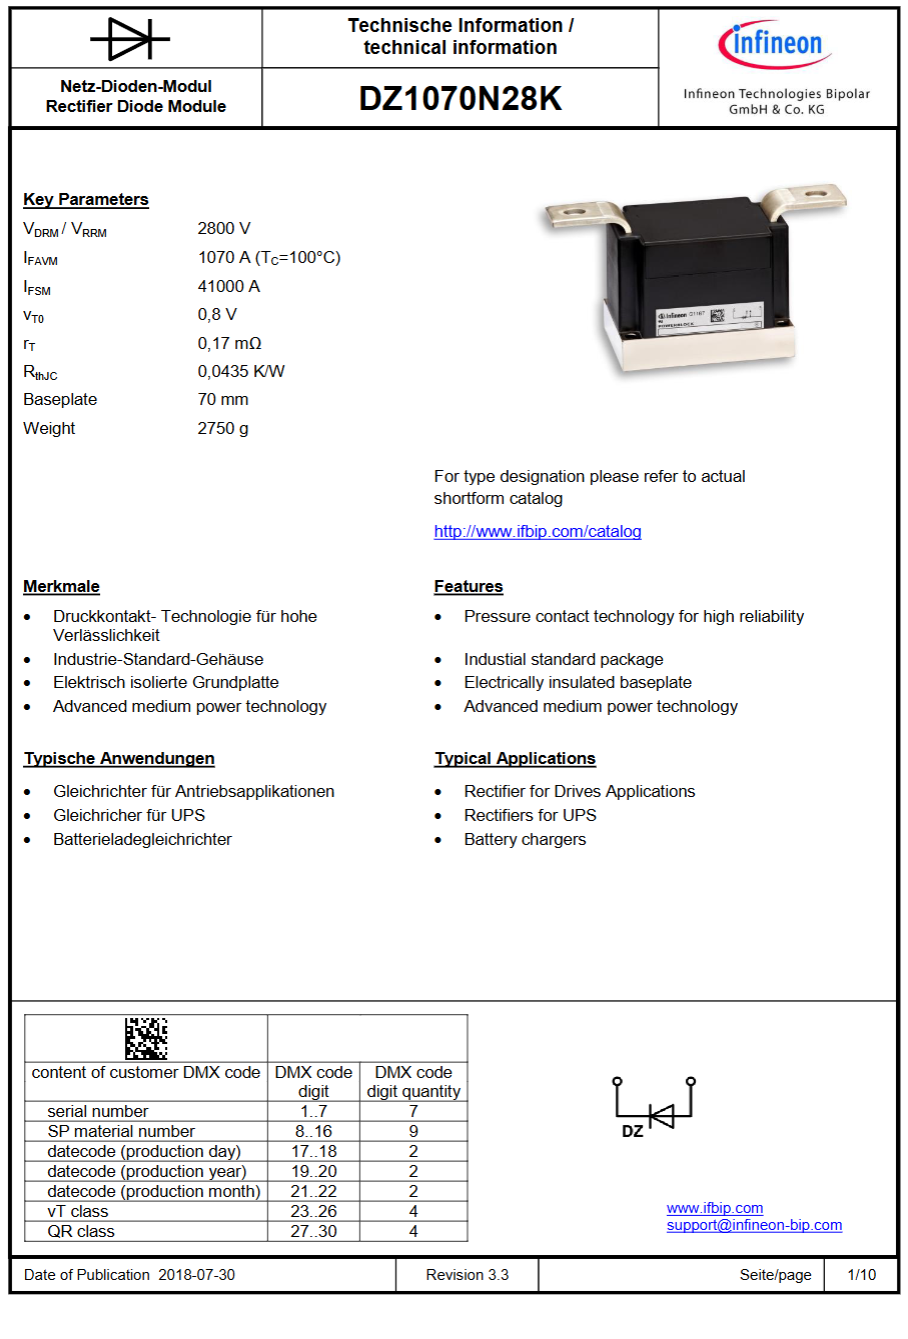 Technische Information /
technical information
Netz-Dioden-Modul
Rectifier Diode Module
DZ1070N28K
infineon
Infineon Technologies Bipolar
GmbH & Co. KG
Key Parameters
VDRM / VRRM 2800 V
IFAVM 1070 A (TC=100°C)
IFSM 41000 A
vT0 0,8 V
rT 0,17 mΩ
RthJC 0,0435 K/W
Baseplate 70 mm
Weight 2750 g
infineon
POWERBLOCK
For type designation please refer to actual
shortform catalog
http://www.ifbip.com/catalog
Merkmale
• Druckkontakt- Technologie für hohe
Verlässlichkeit
• Industrie-Standard-Gehäuse
• Elektrisch isolierte Grundplatte
• Advanced medium power technology
Features
• Pressure contact technology for high reliability
• Industial standard package
• Electrically insulated baseplate
• Advanced medium power technology
Typische Anwendungen
• Gleichrichter für Antriebsapplikationen
• Gleichricher für UPS
• Batterieladegleichrichter
Typical Applications
• Rectifier for Drives Applications
• Rectifiers for UPS
• Battery chargers
content of customer DMX code DMX code digit DMX code digit quantity
serial number 1..7 7
SP material number 8..16 9
datecode (production day) 17..18 2
datecode (production year) 19..20 2
datecode (production month) 21..22 2
vT class 23..26 4
QR class 27..30 4
DZ
www.ifbip.com
support@infineon-bip.com
Date of Publication 2018-07-30 Revision 3.3 Seite/page 1/10